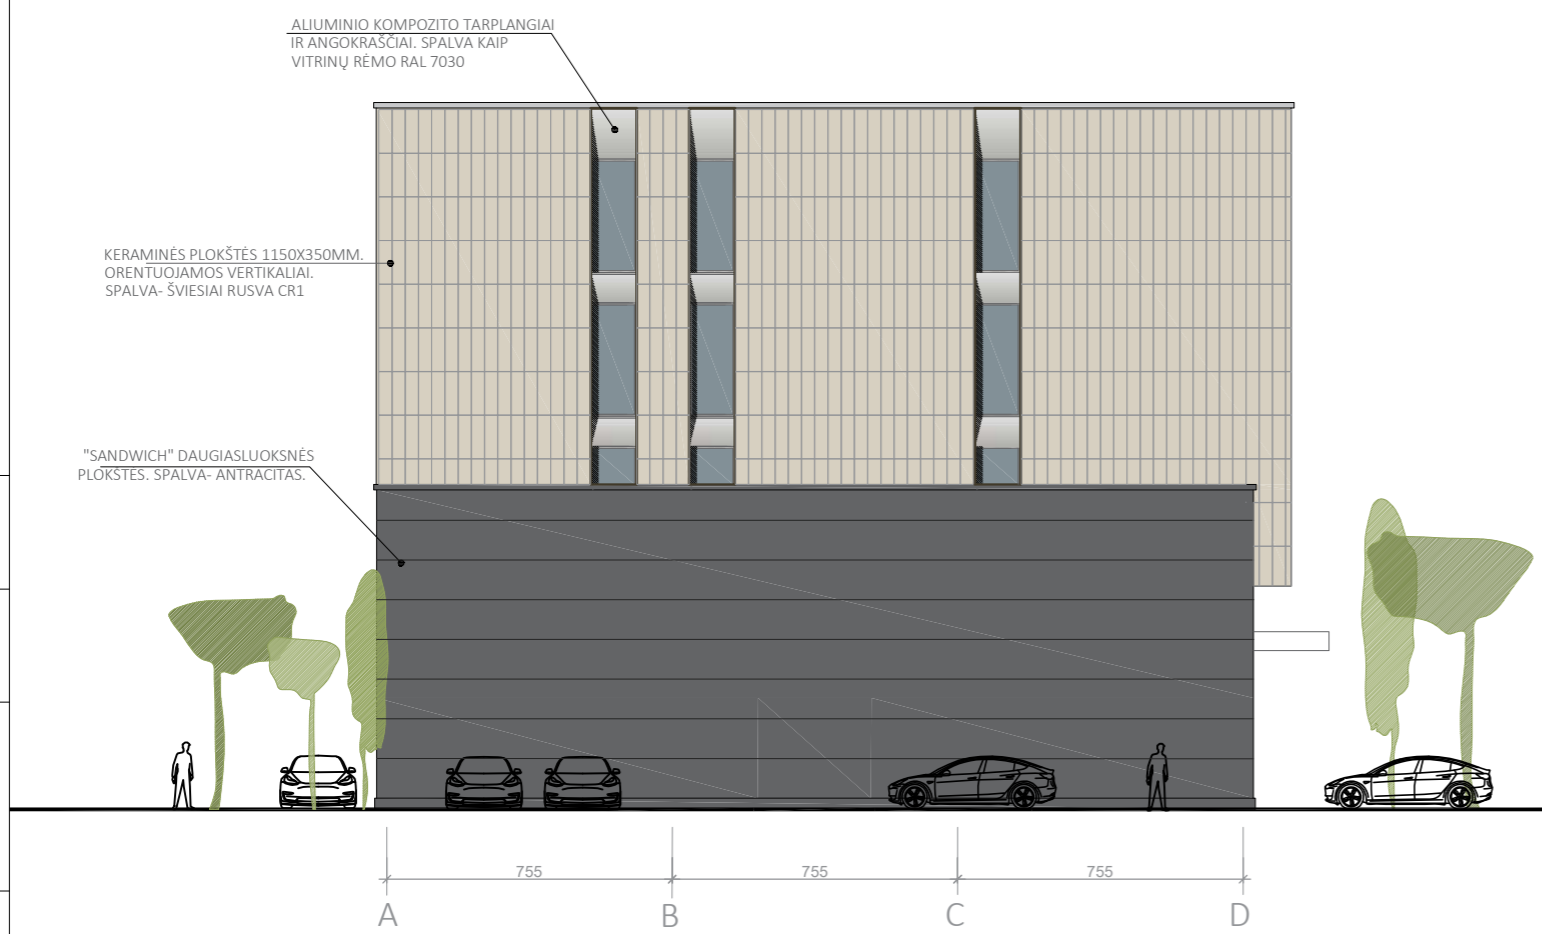 ALIUMINIO KOMPOZITO TARPLANGIAI
IR ANGOKRAŠČIAI. SPALVA KAIP
VITRINŲ RĖMO RAL 7030
KERAMINĖS PLOKŠTĖS 1150X350MM.
ORENTUOJAMOS VERTIKALIAI.
SPALVA- ŠVIESIAI RUSVA CR1
"SANDWICH" DAUGIASLUOKSNĖS
PLOKŠTĖS. SPALVA- ANTRACITAS.
755 755 755
A B C D